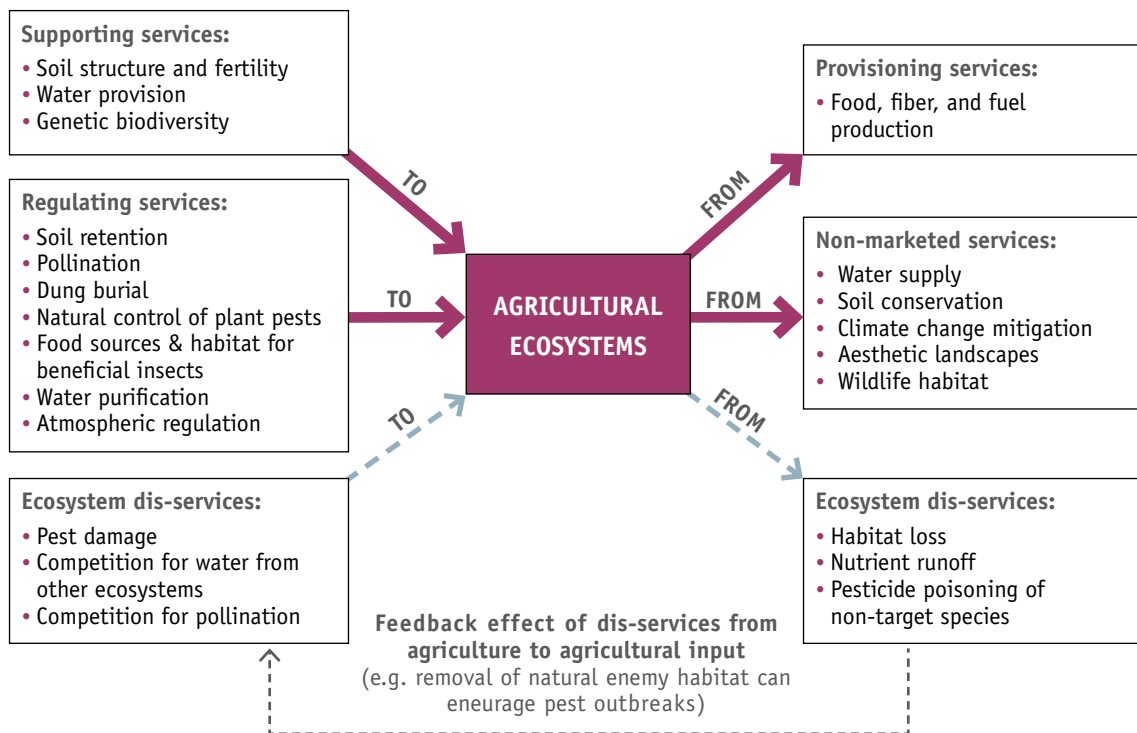 Supporting services:
• Soil structure and fertility
• Water provision
• Genetic biodiversity
Regulating services:
• Soil retention
• Pollination
• Dung burial
• Natural control of plant pests
• Food sources & habitat for
beneficial insects
• Water purification
• Atmospheric regulation
Ecosystem dis-services:
• Pest damage
• Competition for water from
other ecosystems
• Competition for pollination
TO
TO
TO
AGRICULTURAL
ECOSYSTEMS
FROM
FROM
FROM
Provisioning services:
• Food, fiber, and fuel
production
Non-marketed services:
• Water supply
• Soil conservation
• Climate change mitigation
• Aesthetic landscapes
• Wildlife habitat
Ecosystem dis-services:
• Habitat loss
• Nutrient runoff
• Pesticide poisoning of
non-target species
Feedback effect of dis-services from
agriculture to agricultural input
(e.g. removal of natural enemy habitat can
eneurage pest outbreaks)